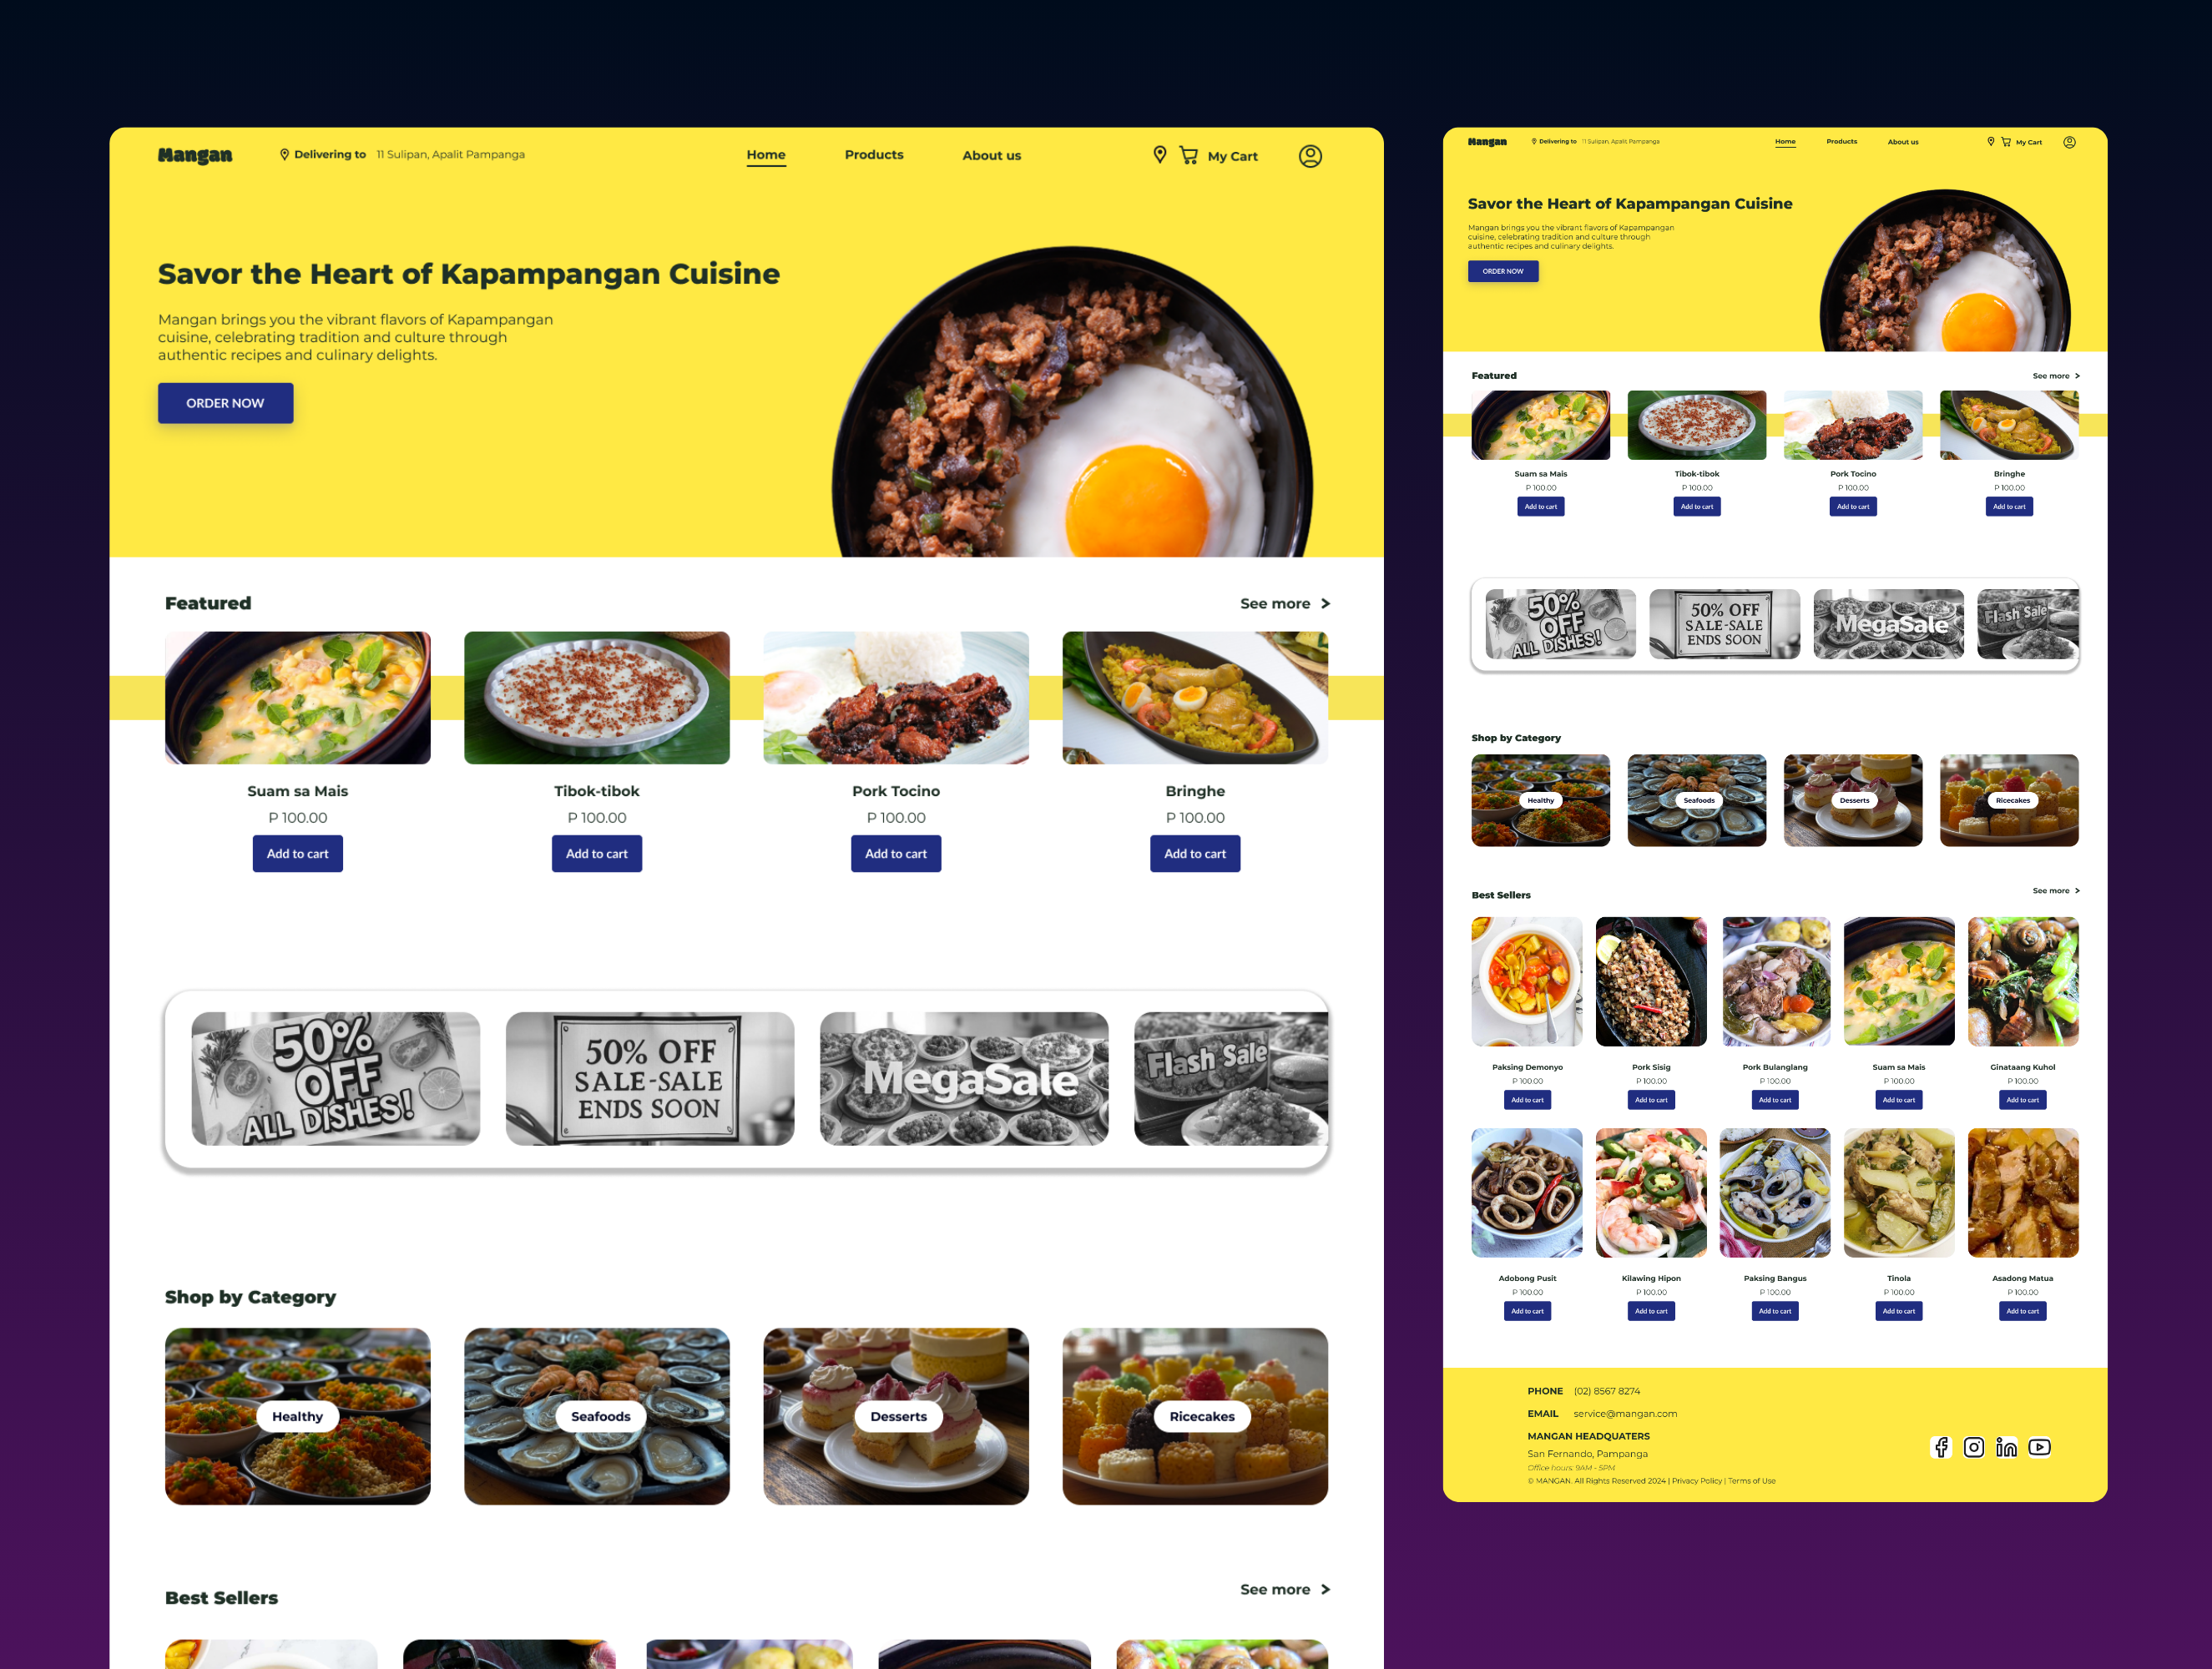 Mangan
Delivering to 11 Sulipan, Apalit Pampanga
Home
Products
About us
My Cart
Savor the Heart of Kapampangan Cuisine
Mangan brings you the vibrant flavors of Kapampangan
cuisine, celebrating tradition and culture through
authentic recipes and culinary delights.
ORDER NOW
Featured
See more >
Suam sa Mais
P 100.00
Add to cart
Tibok-tibok
P 100.00
Add to cart
Pork Tocino
P 100.00
Add to cart
Bringhe
P 100.00
Add to cart
50%
OFF
ALL DISHES!
50% OFF
SALE-SALE
ENDS SOON
MegaSale
Flash Sale
Shop by Category
Healthy
Seafoods
Desserts
Ricecakes
Best Sellers
See more >
Mangan
Delivering to 11 Sulipan, Apalit Pampanga
Home
Products
About us
My Cart
Savor the Heart of Kapampangan Cuisine
Mangan brings you the vibrant flavors of Kapampangan
cuisine, celebrating tradition and culture through
authentic recipes and culinary delights.
ORDER NOW
Featured
See more >
Suam sa Mais
P 100.00
Add to cart
Tibok-tibok
P 100.00
Add to cart
Pork Tocino
P 100.00
Add to cart
Bringhe
P 100.00
Add to cart
50%
OFF
ALL DISHES!
50% OFF
SALE-SALE
ENDS SOON
MegaSale
Flash Sale
Shop by Category
Healthy
Seafoods
Desserts
Ricecakes
Best Sellers
See more >
Paksing Demonyo
P 100.00
Add to cart
Pork Sisig
P 100.00
Add to cart
Pork Bulanglang
P 100.00
Add to cart
Suam sa Mais
P 100.00
Add to cart
Ginataang Kuhol
P 100.00
Add to cart
Adobong Pusit
P 100.00
Add to cart
Kilawing Hipon
P 100.00
Add to cart
Paksing Bangus
P 100.00
Add to cart
Tinola
P 100.00
Add to cart
Asadong Matua
P 100.00
Add to cart
PHONE (02) 8567 8274
EMAIL service@mangan.com
MANGAN HEADQUATERS
San Fernando, Pampanga
Office hours: 9AM - 5PM
© MANGAN. All Rights Reserved 2024 | Privacy Policy | Terms of Use